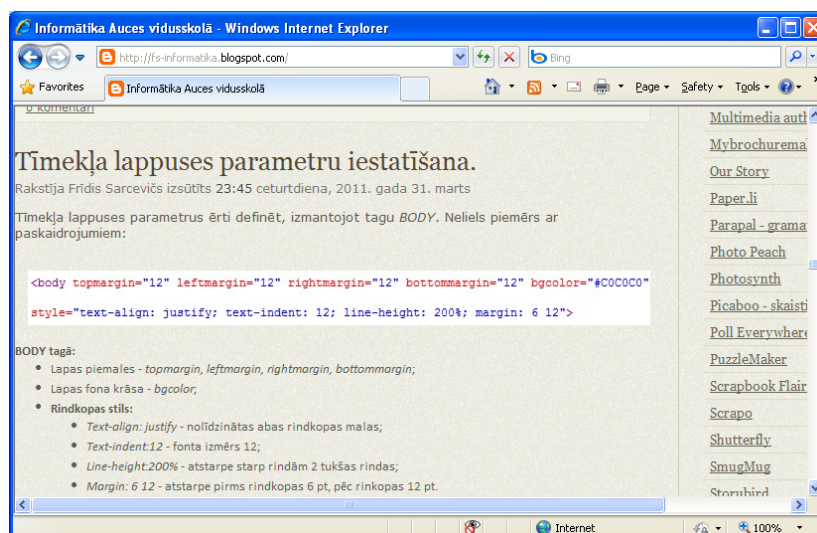 Informātika Auces vidusskolā - Windows Internet Explorer
http://fs-informatika.blogspot.com/
Bing
Favorites
Informātika Auces vidusskolā
Page
Safety
Tools
0 komentāri
Tīmekļa lappuses parametru iestatīšana.
Rakstīja Frīdis Sarcevičs izsūtīts 23:45 ceturtdiena, 2011. gada 31. marts
Tīmekļa lappuses parametrus ērti definēt, izmantojot tagu BODY. Neliels piemērs ar
paskaidrojumiem:
<body topmargin="12" leftmargin="12" rightmargin="12" bottommargin="12" bgcolor="#C0C0C0"
style="text-align: justify; text-indent: 12; line-height: 200%; margin: 6 12">
BODY tagā:
Lapas piemales - topmargin, leftmargin, rightmargin, bottommargin;
Lapas fona krāsa - bgcolor;
Rindkopas stils:
Text-align: justify - nolīdzinātas abas rindkopas malas;
Text-indent:12 - fonta izmērs 12;
Line-height:200% - atstarpe starp rindām 2 tukšas rindas;
Margin: 6 12 - atstarpe pirms rindkopas 6 pt, pēc rinkopas 12 pt.
Multimedia auth
Mybrochuremal
Our Story
Paper.li
Parapal - gramat
Photo Peach
Photosynth
Picaboo - skaisti
Poll Everywhere
PuzzleMaker
Scrapbook Flair
Scrapo
Shutterfly
SmugMug
Storybird
Internet
100%